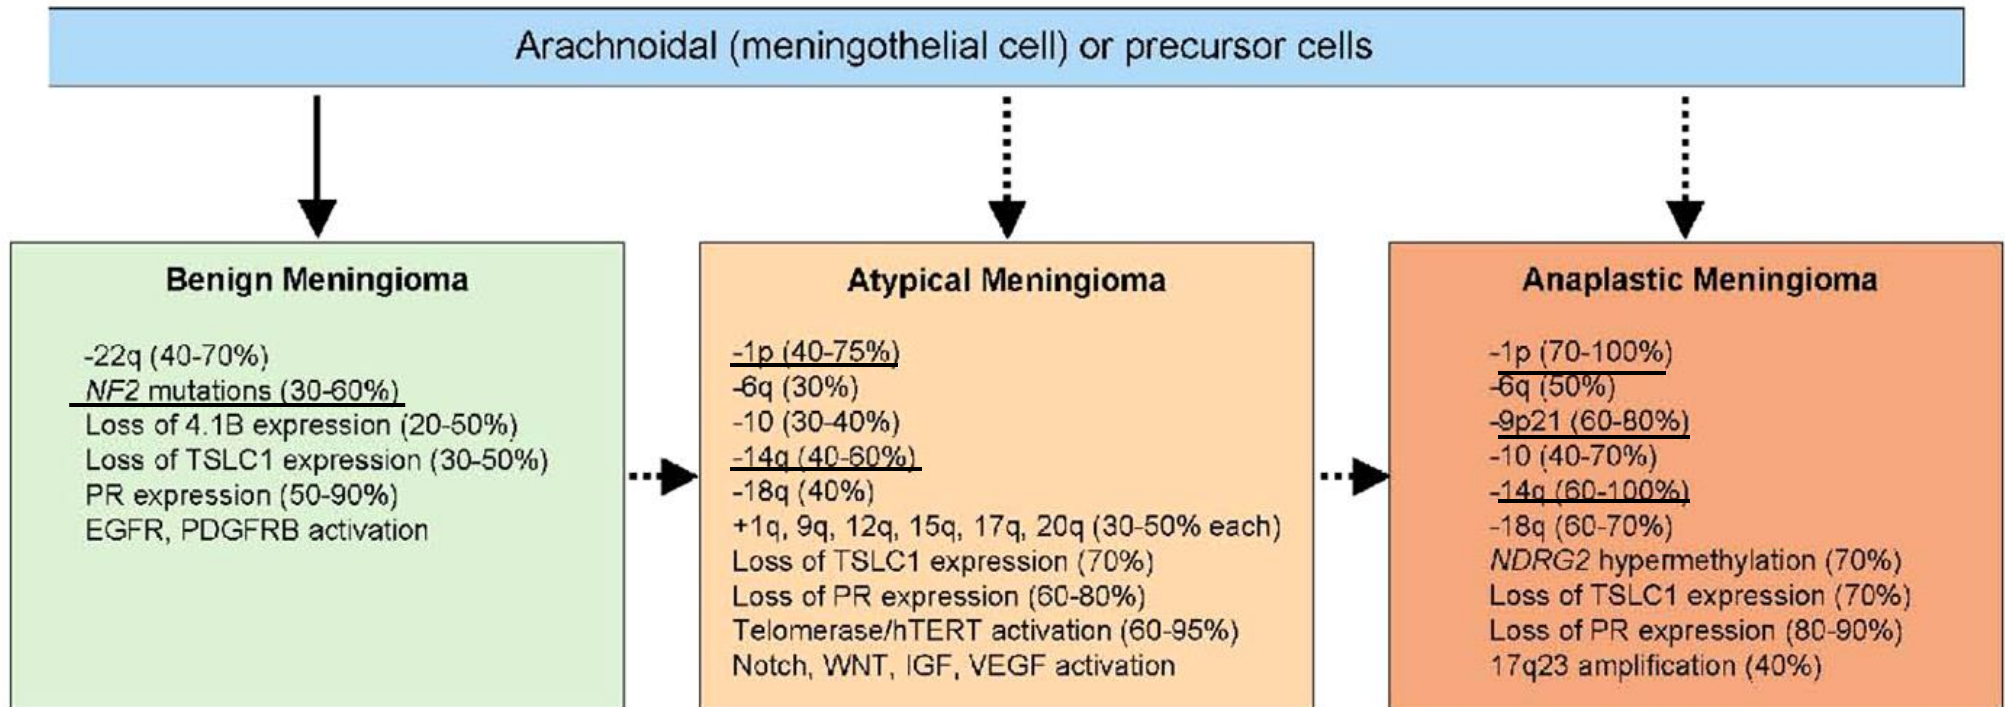 Arachnoidal (meningothelial cell) or precursor cells
Benign Meningioma
-22q (40-70%)
NF2 mutations (30-60%)
Loss of 4.1B expression (20-50%)
Loss of TSLC1 expression (30-50%)
PR expression (50-90%)
EGFR, PDGFRB activation
Atypical Meningioma
-1p (40-75%)
-6q (30%)
-10 (30-40%)
-14q (40-60%)
-18q (40%)
+1q, 9q, 12q, 15q, 17q, 20q (30-50% each)
Loss of TSLC1 expression (70%)
Loss of PR expression (60-80%)
Telomerase/hTERT activation (60-95%)
Notch, WNT, IGF, VEGF activation
Anaplastic Meningioma
-1p (70-100%)
-6q (50%)
-9p21 (60-80%)
-10 (40-70%)
-14q (60-100%)
-18q (60-70%)
NDRG2 hypermethylation (70%)
Loss of TSLC1 expression (70%)
Loss of PR expression (80-90%)
17q23 amplification (40%)